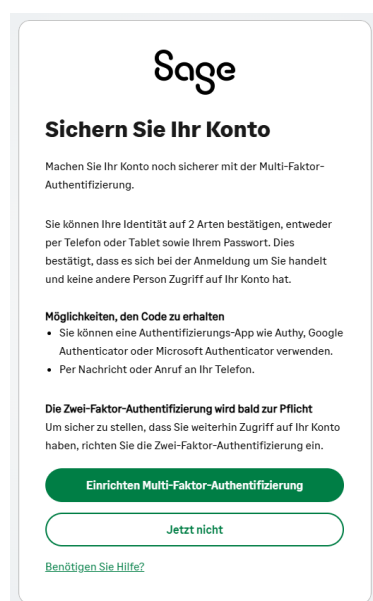 Sage
Sichern Sie Ihr Konto
Machen Sie Ihr Konto noch sicherer mit der Multi-Faktor-
Authentifizierung.
Sie können Ihre Identität auf 2 Arten bestätigen, entweder
per Telefon oder Tablet sowie Ihrem Passwort. Dies
bestätigt, dass es sich bei der Anmeldung um Sie handelt
und keine andere Person Zugriff auf Ihr Konto hat.
Möglichkeiten, den Code zu erhalten
• Sie können eine Authentifizierungs-App wie Authy, Google
Authenticator oder Microsoft Authenticator verwenden.
• Per Nachricht oder Anruf an Ihr Telefon.
Die Zwei-Faktor-Authentifizierung wird bald zur Pflicht
Um sicher zu stellen, dass Sie weiterhin Zugriff auf Ihr Konto
haben, richten Sie die Zwei-Faktor-Authentifizierung ein.
Einrichten Multi-Faktor-Authentifizierung
Jetzt nicht
Benötigen Sie Hilfe?